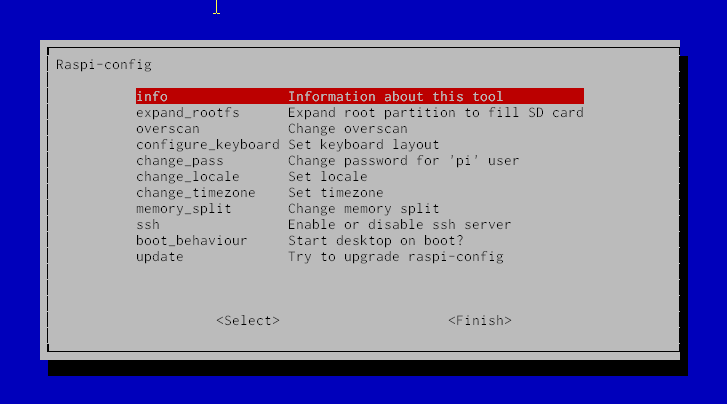 Raspi-config
info Information about this tool
expand_rootfs Expand root partition to fill SD card
overscan Change overscan
configure_keyboard Set keyboard layout
change_pass Change password for 'pi' user
change_locale Set locale
change_timezone Set timezone
memory_split Change memory split
ssh Enable or disable ssh server
boot_behaviour Start desktop on boot?
update Try to upgrade raspi-config
<Select> <Finish>